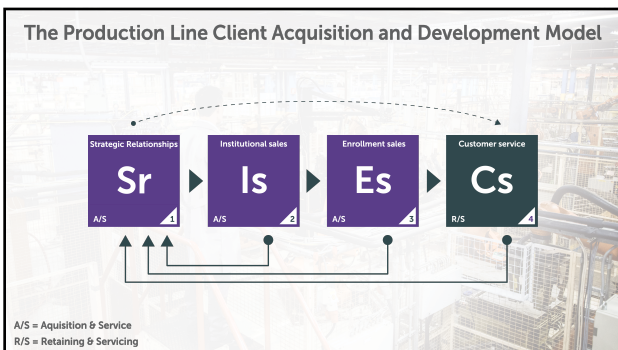 The Production Line Client Acquisition and Development Model
Strategic Relationships
Sr
A/S
1
Institutional sales
Is
A/S
2
Enrollment sales
Es
A/S
3
Customer service
Cs
R/S
4
A/S = Aquisition & Service
R/S = Retaining & Servicing